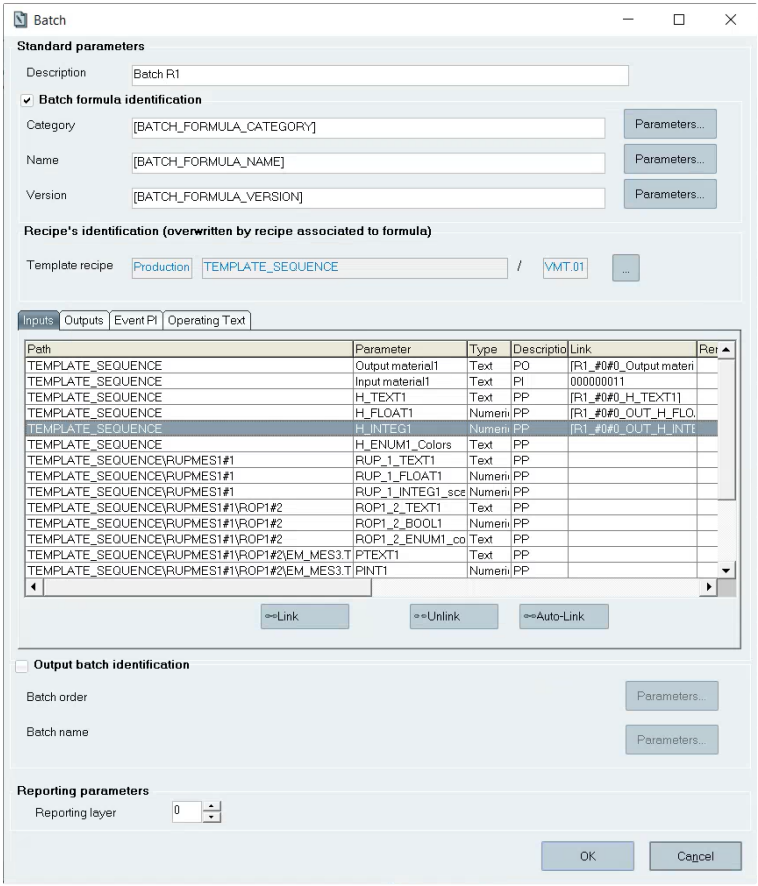 Batch
Standard parameters
Description Batch R1
Batch formula identification
Category [BATCH_FORMULA_CATEGORY] Parameters...
Name [BATCH_FORMULA_NAME] Parameters...
Version [BATCH_FORMULA_VERSION] Parameters...
Recipe's identification (overwritten by recipe associated to formula)
Template recipe Production TEMPLATE_SEQUENCE / VMT.01 ...
Inputs Outputs Event PI Operating Text
Path Parameter Type Descriptio Link Rer
TEMPLATE_SEQUENCE Output material1 Text PO [R1_#0#0_Output materi
TEMPLATE_SEQUENCE Input material1 Text PI 000000011
TEMPLATE_SEQUENCE H_TEXT1 Text PP [R1_#0#0_H_TEXT1]
TEMPLATE_SEQUENCE H_FLOAT1 Numeri PP [R1_#0#0_OUT_H_FLO.
TEMPLATE_SEQUENCE H_INTEG1 Numeri PP [R1_#0#0_OUT_H_INTE
TEMPLATE_SEQUENCE H_ENUM1_Colors Text PP
TEMPLATE_SEQUENCE\RUPMES1#1 RUP_1_TEXT1 Text PP
TEMPLATE_SEQUENCE\RUPMES1#1 RUP_1_FLOAT1 Numeri PP
TEMPLATE_SEQUENCE\RUPMES1#1 RUP_1_INTEG1_sca Numeri PP
TEMPLATE_SEQUENCE\RUPMES1#1\ROP1#2 ROP1_2_TEXT1 Text PP
TEMPLATE_SEQUENCE\RUPMES1#1\ROP1#2 ROP1_2_BOOL1 Numeri PP
TEMPLATE_SEQUENCE\RUPMES1#1\ROP1#2 ROP1_2_ENUM1_co Text PP
TEMPLATE_SEQUENCE\RUPMES1#1\ROP1#2\EM_MES3.T PTEXT1 Text PP
TEMPLATE_SEQUENCE\RUPMES1#1\ROP1#2\EM_MES3.T PINT1 Numeri PP
Link Unlink Auto-Link
Output batch identification
Batch order Parameters...
Batch name Parameters...
Reporting parameters
Reporting layer 0
OK Cancel